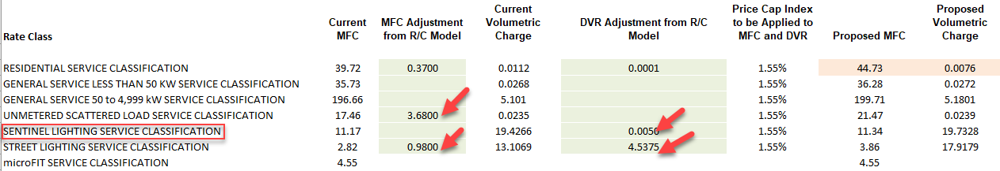 Rate Class Current MFC MFC Adjustment from R/C Model Current Volumetric Charge DVR Adjustment from R/C Model Price Cap Index to be Applied to MFC and DVR Proposed MFC Proposed Volumetric Charge
RESIDENTIAL SERVICE CLASSIFICATION 39.72 0.3700 0.0112 0.0001 1.55% 44.73 0.0076
GENERAL SERVICE LESS THAN 50 KW SERVICE CLASSIFICATION 35.73 0.0268 1.55% 36.28 0.0272
GENERAL SERVICE 50 to 4,999 kW SERVICE CLASSIFICATION 196.66 5.101 1.55% 199.71 5.1801
UNMETERED SCATTERED LOAD SERVICE CLASSIFICATION 17.46 3.6800 0.0235 1.55% 21.47 0.0239
SENTINEL LIGHTING SERVICE CLASSIFICATION 11.17 19.4266 0.0050 1.55% 11.34 19.7328
STREET LIGHTING SERVICE CLASSIFICATION 2.82 0.9800 13.1069 4.5375 1.55% 3.86 17.9179
microFIT SERVICE CLASSIFICATION 4.55 4.55